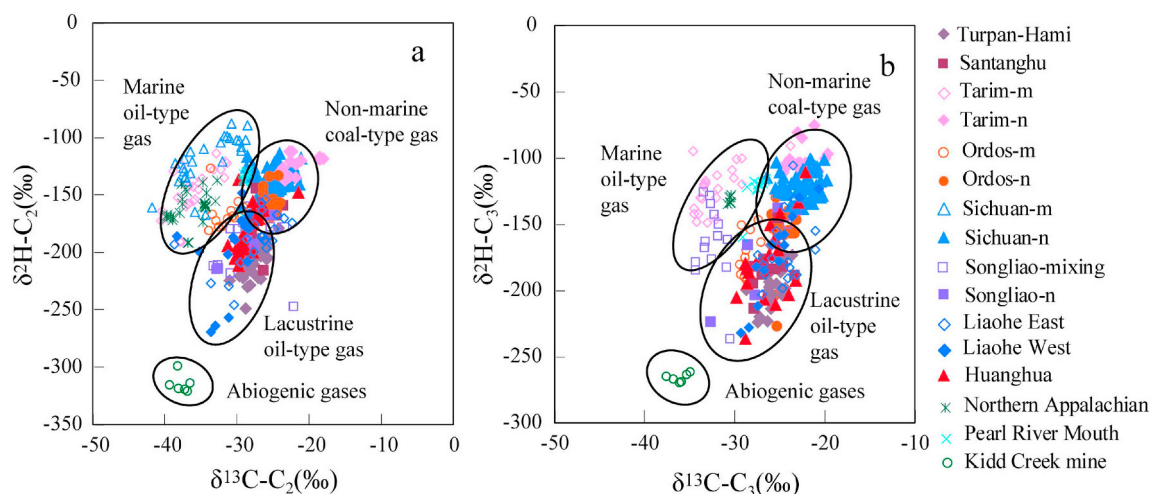 a
0
-50
-100
-150
-200
-250
-300
-350
-50
-40
-30
-20
-10
0
δ²H-C₂(‰)
δ¹³C-C₂(‰)
Marine
oil-type
gas
Non-marine
coal-type gas
Lacustrine
oil-type gas
Abiogenic gases
b
0
-50
-100
-150
-200
-250
-300
-50
-40
-30
-20
-10
δ²H-C₃(‰)
δ¹³C-C₃(‰)
Non-marine
coal-type gas
Marine
oil-type
gas
Lacustrine
oil-type
gas
Abiogenic gases
Turpan-Hami
Santanghu
Tarim-m
Tarim-n
Ordos-m
Ordos-n
Sichuan-m
Sichuan-n
Songliao-mixing
Songliao-n
Liaohe East
Liaohe West
Huanghua
Northern Appalachian
Pearl River Mouth
Kidd Creek mine